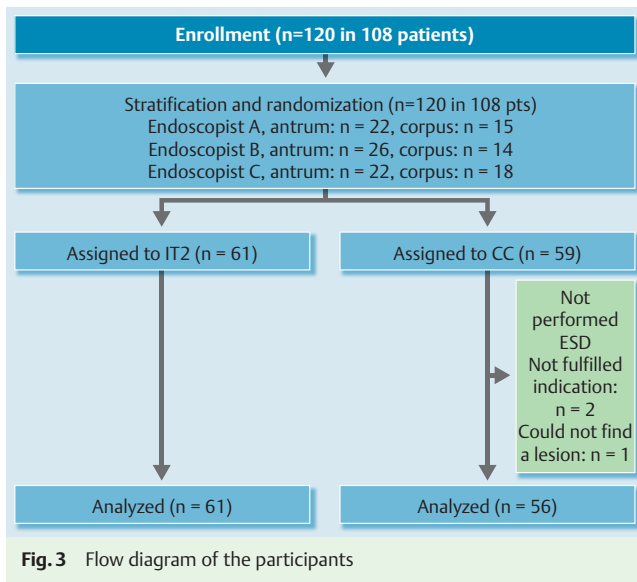 Enrollment (n=120 in 108 patients)
Stratification and randomization (n=120 in 108 pts)
Endoscopist A, antrum: n = 22, corpus: n = 15
Endoscopist B, antrum: n = 26, corpus: n = 14
Endoscopist C, antrum: n = 22, corpus: n = 18
Assigned to IT2 (n = 61)
Assigned to CC (n = 59)
Not
performed
ESD
Not fulfilled
indication:
n = 2
Could not find
a lesion: n = 1
Analyzed (n = 61)
Analyzed (n = 56)
Fig. 3 Flow diagram of the participants